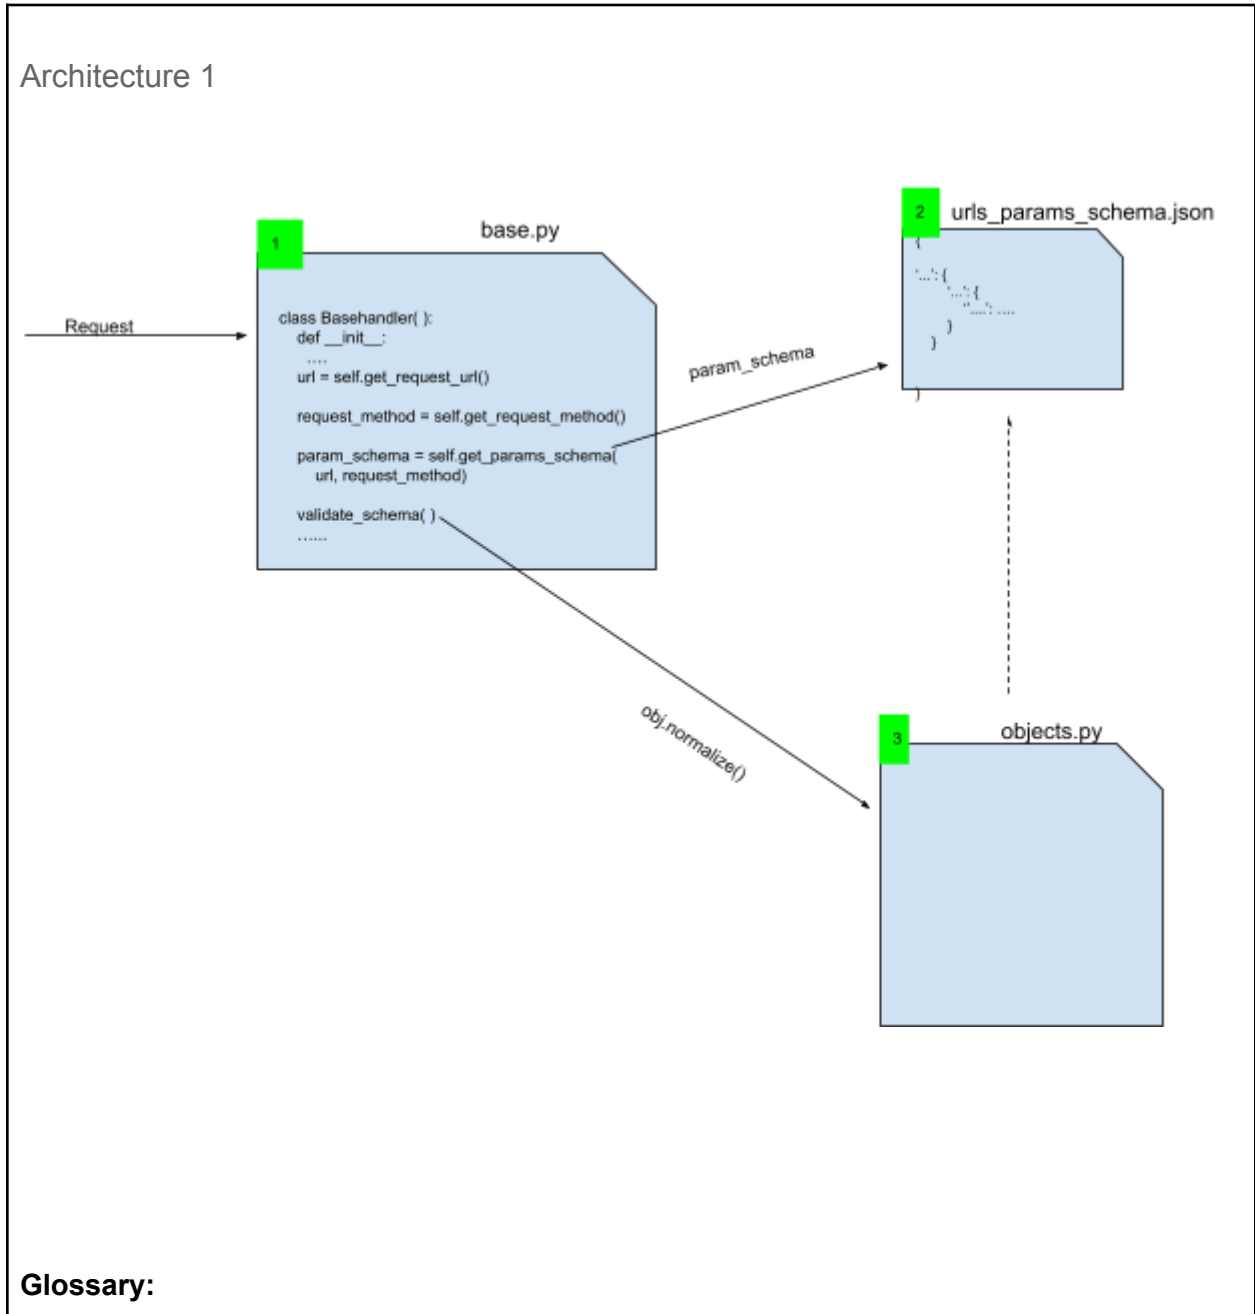 Architecture 1
1
base.py
Request
class Basehandler( ):
def __init__:
....
url = self.get_request_url()
request_method = self.get_request_method()
param_schema = self.get_params_schema(
url, request_method)
validate_schema( )
…...
param_schema
2
urls_params_schema.json
{
'...': {
'...': {
'....': ....
}
}
}
obj.normalize()
3
objects.py
Glossary: